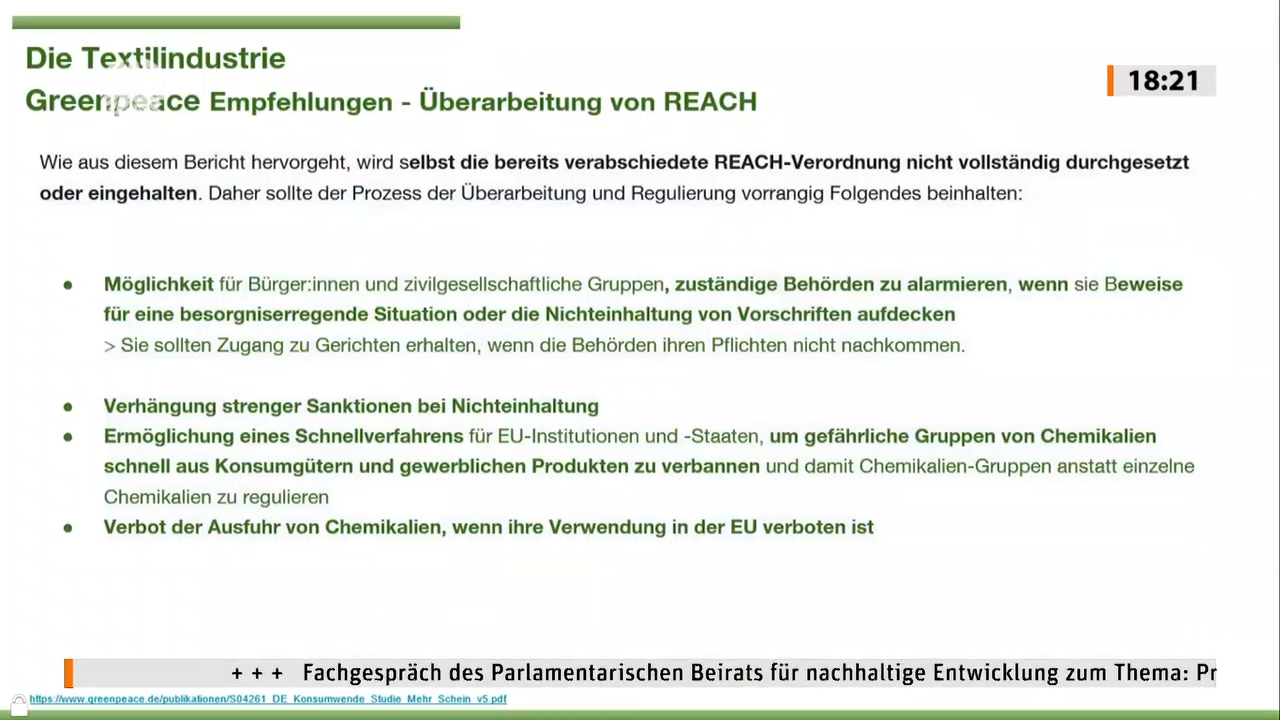 Die Textilindustrie
Greenpeace Empfehlungen - Überarbeitung von REACH
18:21
Wie aus diesem Bericht hervorgeht, wird selbst die bereits verabschiedete REACH-Verordnung nicht vollständig durchgesetzt
oder eingehalten. Daher sollte der Prozess der Überarbeitung und Regulierung vorrangig Folgendes beinhalten:
● Möglichkeit für Bürger:innen und zivilgesellschaftliche Gruppen, zuständige Behörden zu alarmieren, wenn sie Beweise
für eine besorgniserregende Situation oder die Nichteinhaltung von Vorschriften aufdecken
> Sie sollten Zugang zu Gerichten erhalten, wenn die Behörden ihren Pflichten nicht nachkommen.
● Verhängung strenger Sanktionen bei Nichteinhaltung
● Ermöglichung eines Schnellverfahrens für EU-Institutionen und -Staaten, um gefährliche Gruppen von Chemikalien
schnell aus Konsumgütern und gewerblichen Produkten zu verbannen und damit Chemikalien-Gruppen anstatt einzelne
Chemikalien zu regulieren
● Verbot der Ausfuhr von Chemikalien, wenn ihre Verwendung in der EU verboten ist
+ + + Fachgespräch des Parlamentarischen Beirats für nachhaltige Entwicklung zum Thema: Pr
https://www.greenpeace.de/publikationen/S04261_DE_Konsumwende_Studie_Mehr_Schein_v5.pdf